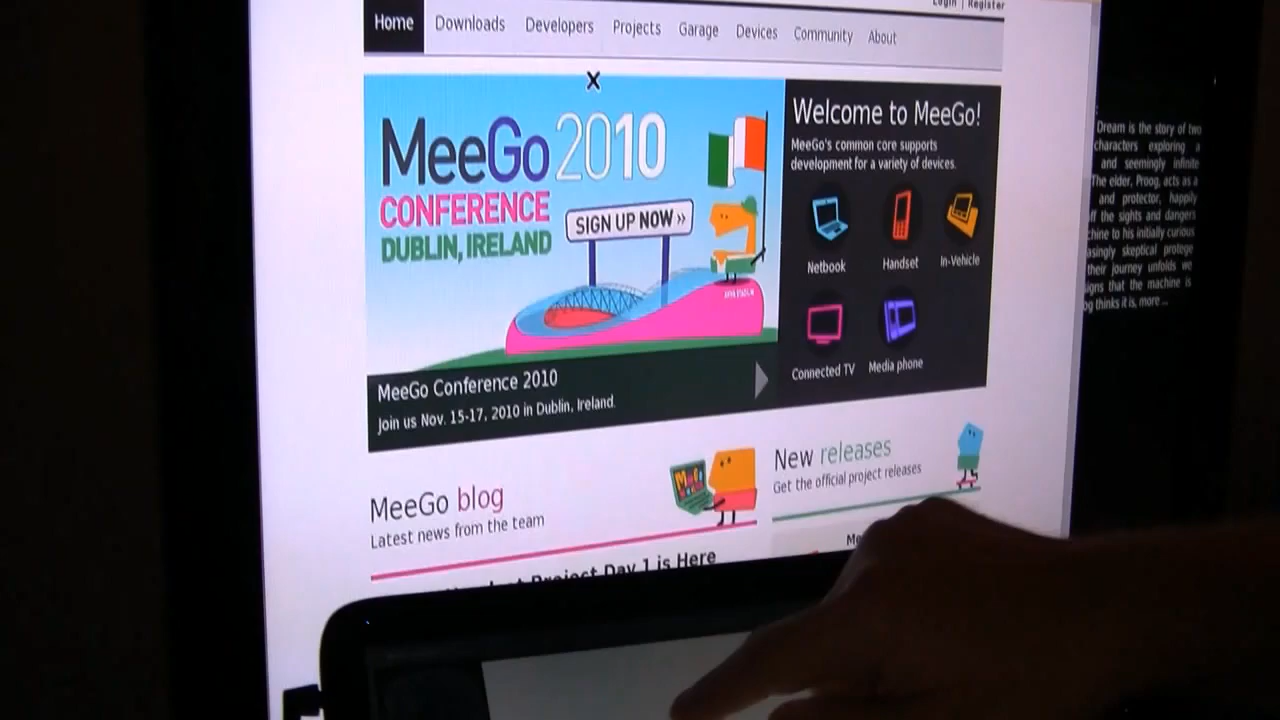 Login | Register
Home Downloads Developers Projects Garage Devices Community About
MeeGo 2010
CONFERENCE
DUBLIN, IRELAND
SIGN UP NOW »
MeeGo Conference 2010
Join us Nov. 15-17, 2010 in Dublin, Ireland.
Welcome to MeeGo!
MeeGo's common core supports
development for a variety of devices.
Netbook Handset In-Vehicle
Connected TV Media phone
MeeGo blog
Latest news from the team
New releases
Get the official project releases
Project Day 1 is Here
Dream is the story of two
characters exploring a
and seemingly infinite
The elder, Proog, acts as a
and protector, happily
the sights and dangers
to his initially curious
skeptical protege
their journey unfolds we
that the machine is
thinks it is, more ...